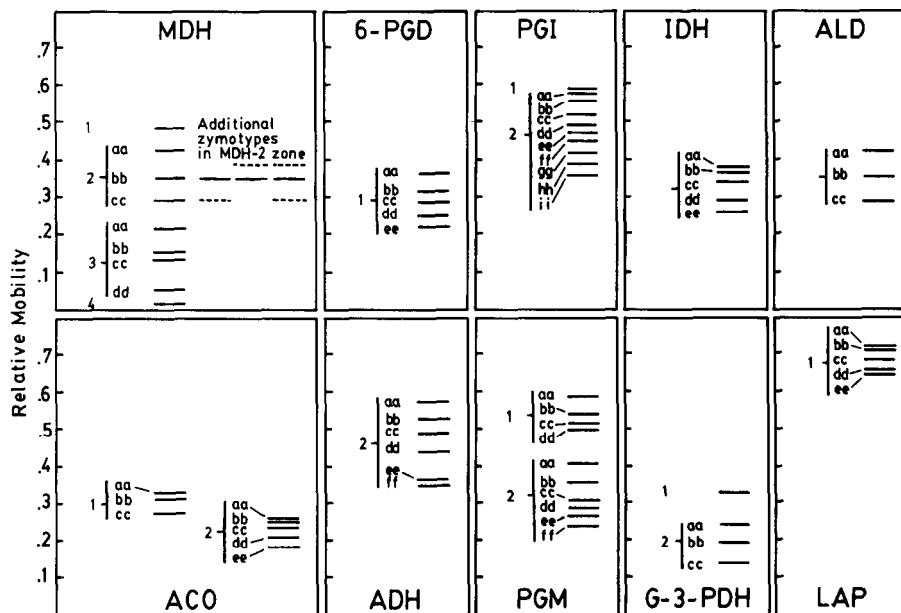 MDH
6-PGD
PGI
IDH
ALD
Relative Mobility
.7
.6
.5
.4
.3
.2
.1
1
aa
2 bb
cc
aa
3 bb
cc
dd
4
Additional
zymotypes
in MDH-2 zone
aa
bb
1 cc
dd
ee
1
aa
bb
cc
2 dd
ee
ff
gg
hh
ii
aa
bb
cc
dd
ee
aa
bb
cc
.7
.6
.5
.4
.3
.2
.1
aa
1 bb
cc
aa
bb
2 cc
dd
ee
aa
bb
2 cc
dd
ee
ff
aa
1 bb
cc
dd
aa
bb
2 cc
dd
ee
ff
1
aa
2 bb
cc
aa
bb
1 cc
dd
ee
ACO
ADH
PGM
G-3-PDH
LAP